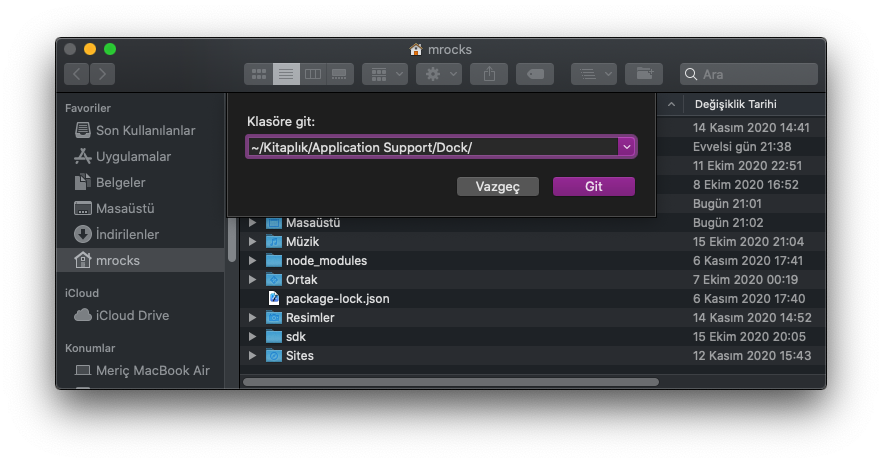 mrocks
Ara
Favoriler
Son Kullanılanlar
Uygulamalar
Belgeler
Masaüstü
İndirilenler
mrocks
iCloud
iCloud Drive
Konumlar
Meriç MacBook Air
Klasöre git:
~/Kitaplık/Application Support/Dock/
Vazgeç Git
Değişiklik Tarihi
14 Kasım 2020 14:41
Evvelsi gün 21:38
11 Ekim 2020 22:51
8 Ekim 2020 16:52
Bugün 21:01
Masaüstü Bugün 21:02
Müzik 15 Ekim 2020 21:04
node_modules 6 Kasım 2020 17:41
Ortak 7 Ekim 2020 00:19
package-lock.json 6 Kasım 2020 17:40
Resimler 14 Kasım 2020 14:52
sdk 15 Ekim 2020 20:05
Sites 12 Kasım 2020 15:43